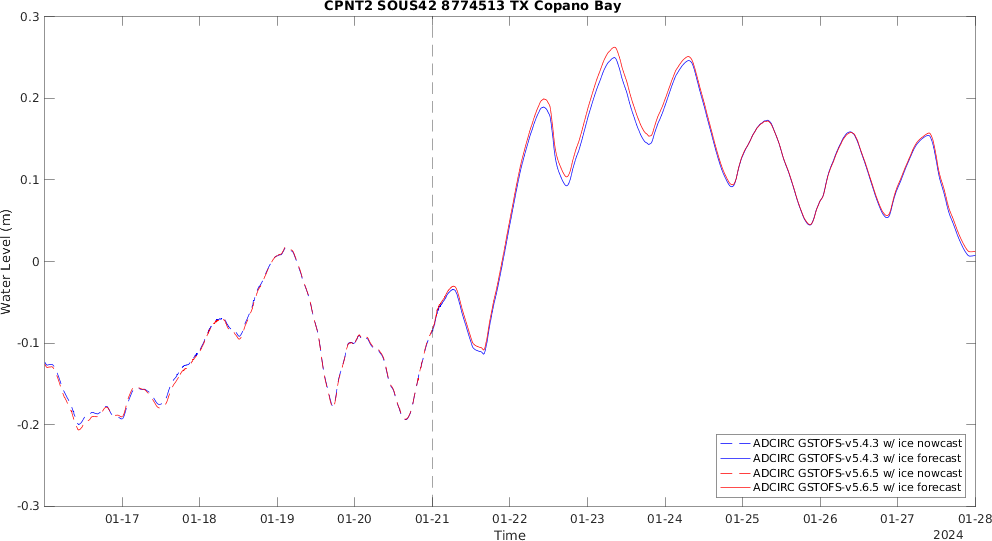 CPNT2 SOUS42 8774513 TX Copano Bay
0.3
0.2
0.1
0
-0.1
-0.2
-0.3
Water Level (m)
01-17 01-18 01-19 01-20 01-21 01-22 01-23 01-24 01-25 01-26 01-27 01-28
Time
2024
ADCIRC GSTOFS-v5.4.3 w/ ice nowcast
ADCIRC GSTOFS-v5.4.3 w/ ice forecast
ADCIRC GSTOFS-v5.6.5 w/ ice nowcast
ADCIRC GSTOFS-v5.6.5 w/ ice forecast